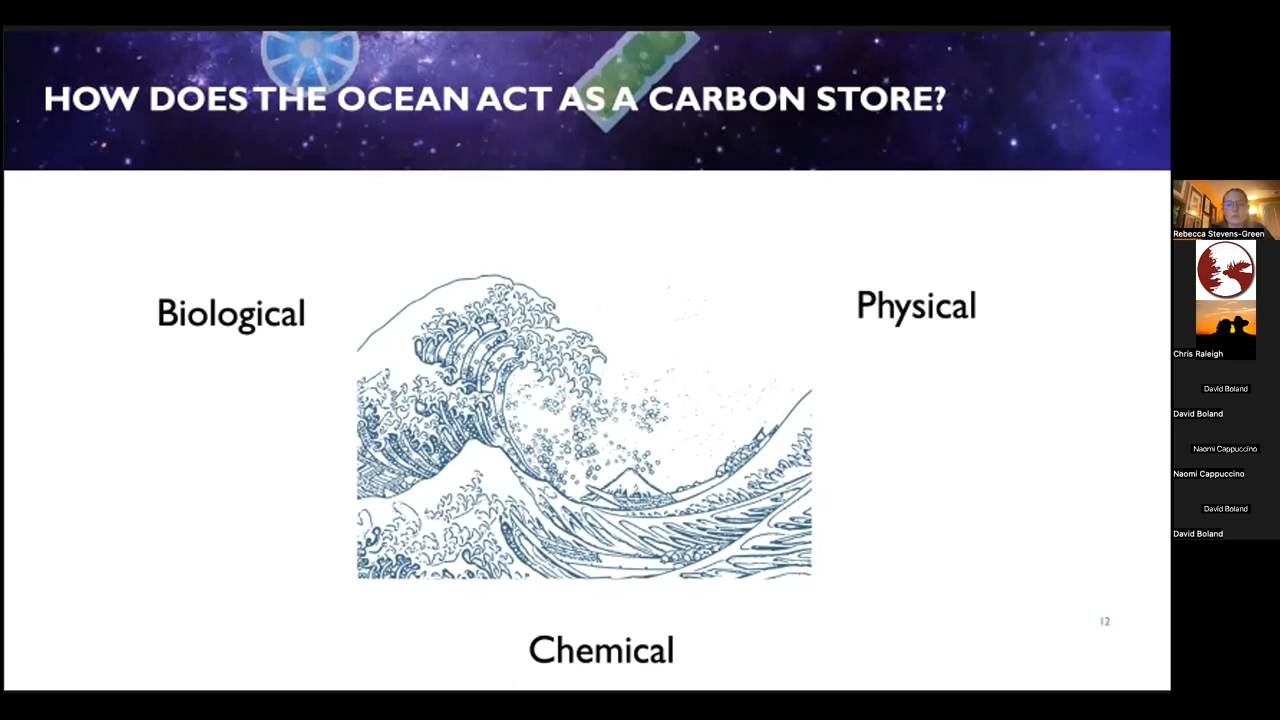 HOW DOES THE OCEAN ACT AS A CARBON STORE?
Biological
Physical
Chemical
12
Rebecca Stevens-Green
Chris Raleigh
David Boland
David Boland
Naomi Cappuccino
Naomi Cappuccino
David Boland
David Boland